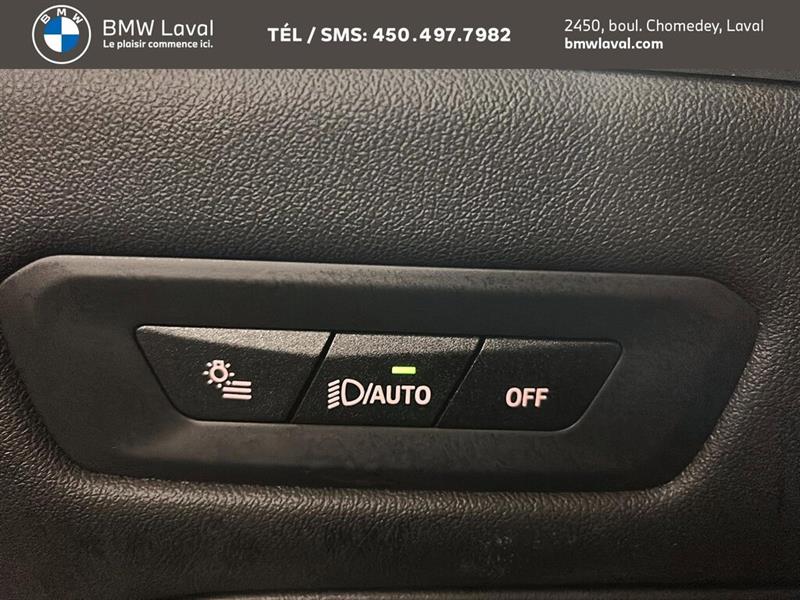 BMW
BMW Laval
Le plaisir commence ici.
TÉL / SMS: 450.497.7982
2450, boul. Chomedey, Laval
bmwlaval.com
/AUTO
OFF